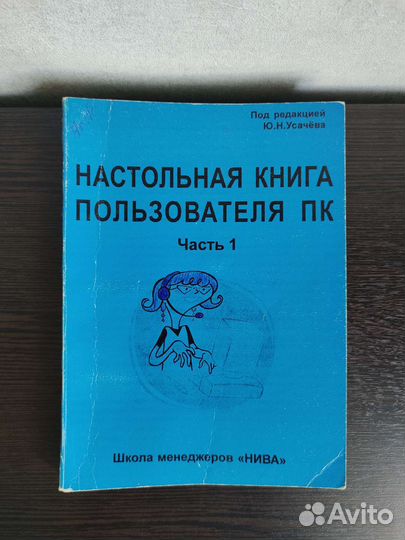 Под редакцией
Ю.Н.Усачёва
НАСТОЛЬНАЯ КНИГА
ПОЛЬЗОВАТЕЛЯ ПК
Часть 1
Школа менеджеров «НИВА»
Avito